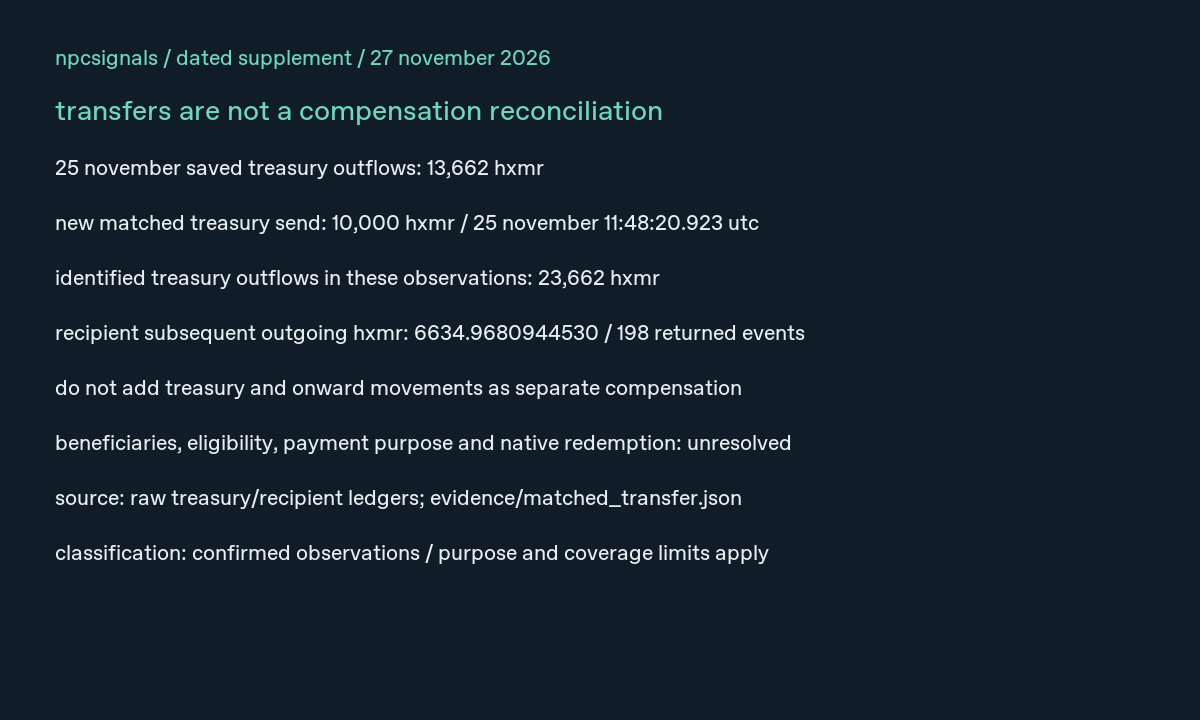 npcsignals / dated supplement / 27 november 2026
transfers are not a compensation reconciliation
25 november saved treasury outflows: 13,662 hxmr
new matched treasury send: 10,000 hxmr / 25 november 11:48:20.923 utc
identified treasury outflows in these observations: 23,662 hxmr
recipient subsequent outgoing hxmr: 6634.9680944530 / 198 returned events
do not add treasury and onward movements as separate compensation
beneficiaries, eligibility, payment purpose and native redemption: unresolved
source: raw treasury/recipient ledgers; evidence/matched_transfer.json
classification: confirmed observations / purpose and coverage limits apply